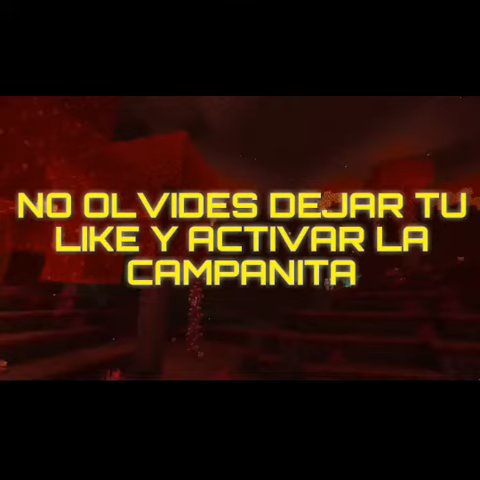 NO OLVIDES DEJAR TU
LIKE Y ACTIVAR LA
CAMPANITA